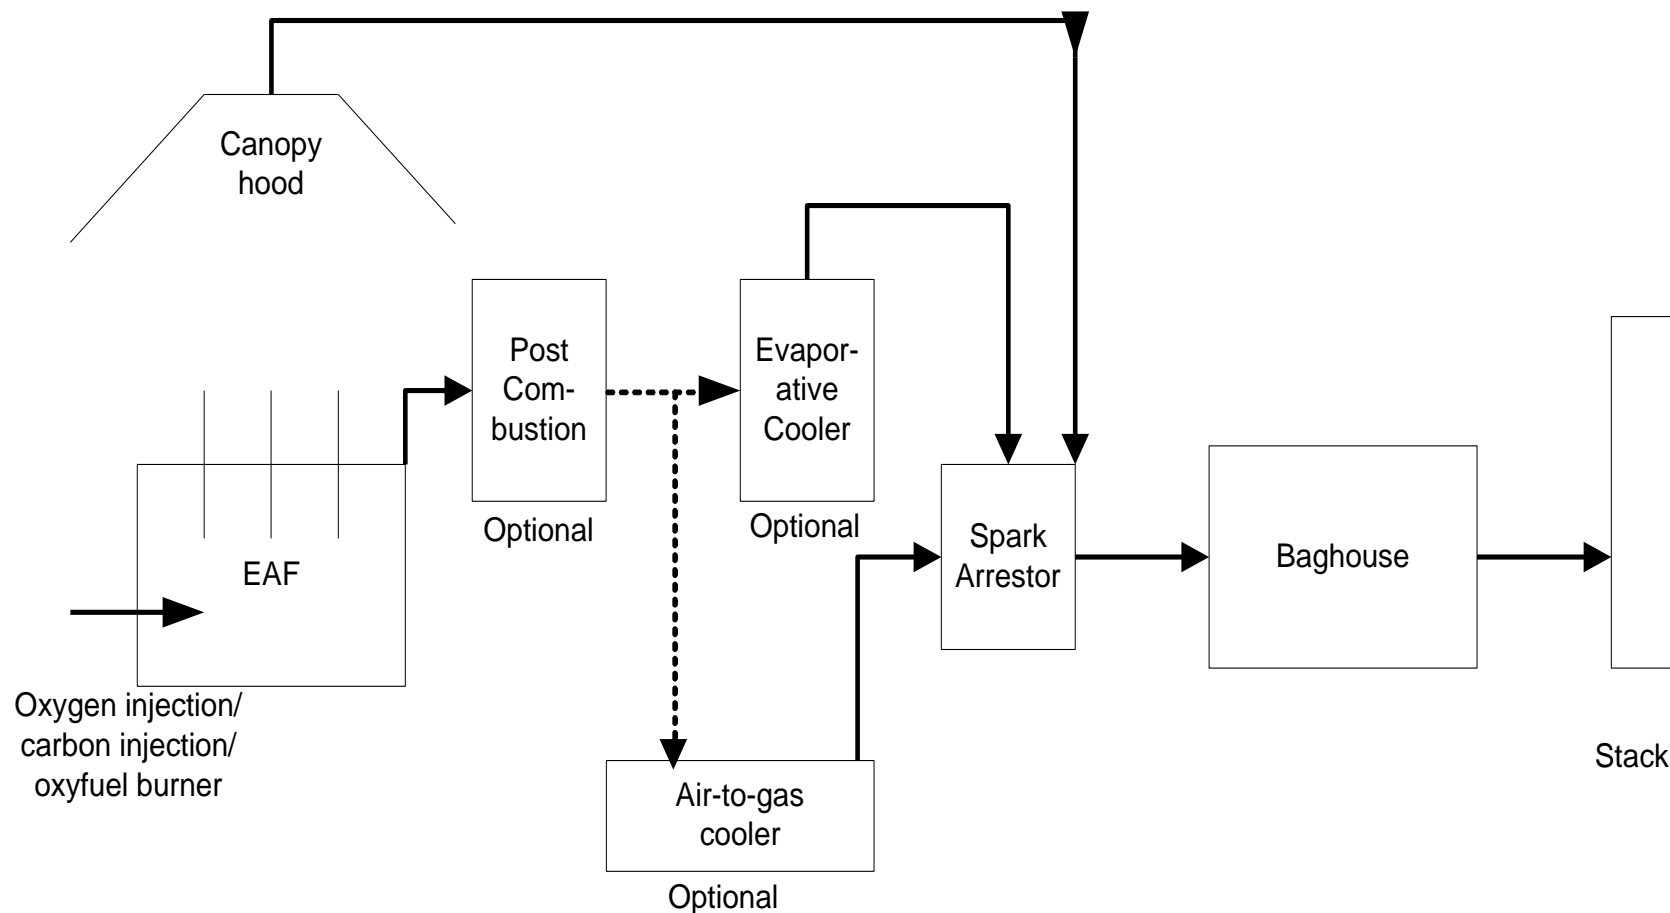 Canopy
hood
Post
Com-
bustion
Optional
Evapor-
ative
Cooler
Optional
EAF
Spark
Arrestor
Baghouse
Oxygen injection/
carbon injection/
oxyfuel burner
Stack
Air-to-gas
cooler
Optional